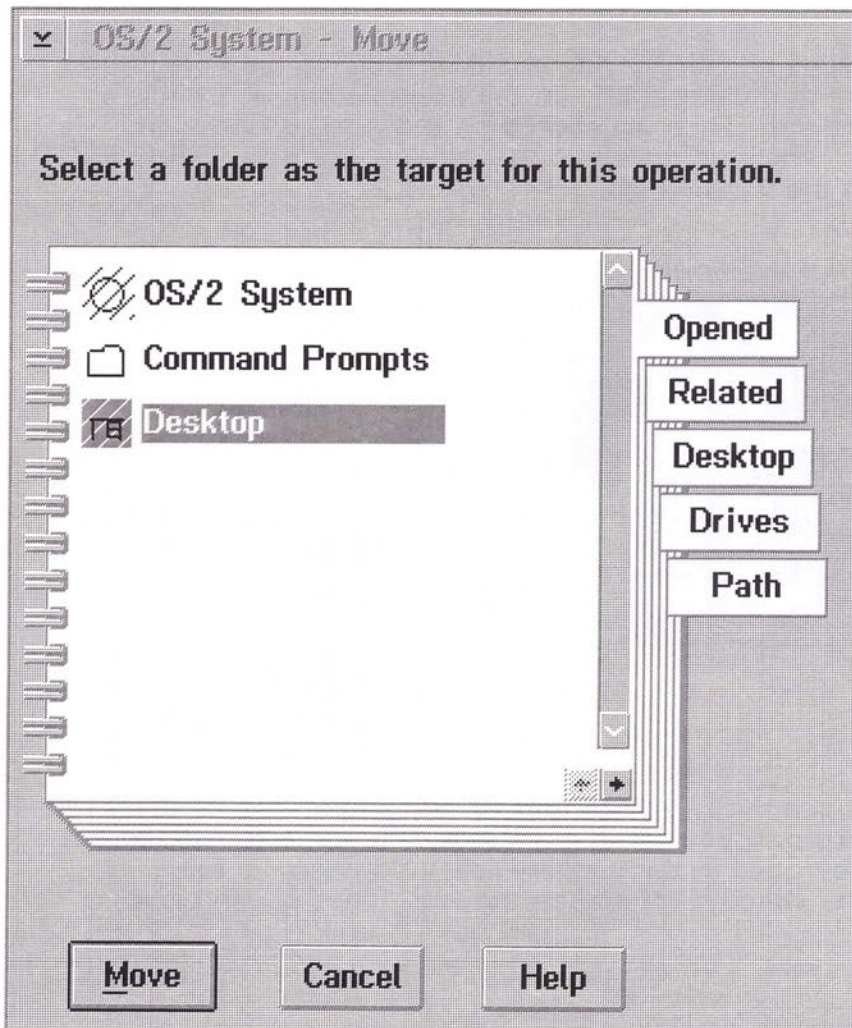 OS/2 System - Move
Select a folder as the target for this operation.
OS/2 System
Command Prompts
Desktop
Opened
Related
Desktop
Drives
Path
Move
Cancel
Help